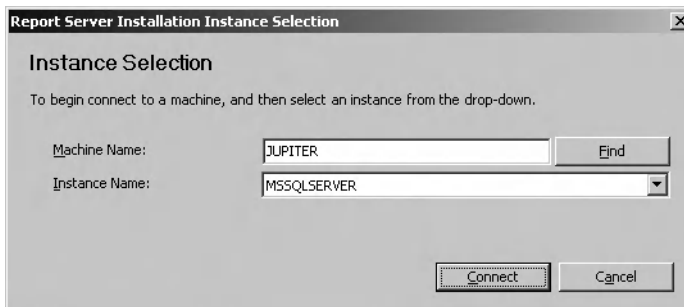 Report Server Installation Instance Selection
Instance Selection
To begin connect to a machine, and then select an instance from the drop-down.
Machine Name: JUPITER Find
Instance Name: MSSQLSERVER
Connect Cancel